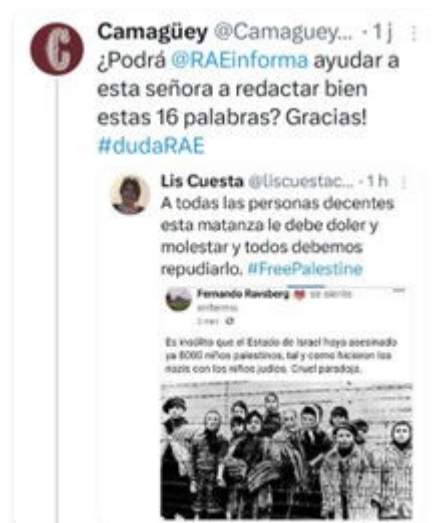 Camagüey @Camaguey... · 1 j
¿Podrá @RAEinforma ayudar a
esta señora a redactar bien
estas 16 palabras? Gracias!
#dudaRAE
Lis Cuesta @liscuestac... · 1 h
A todas las personas decentes
esta matanza le debe doler y
molestar y todos debemos
repudiarlo. #FreePalestine
Fernando Ravsberg se siente
enfermo.
Es insólito que el Estado de Israel haya asesinado
ya 8000 niños palestinos, tal y como hicieron los
nazis con los niños judíos. Cruel paradoja.